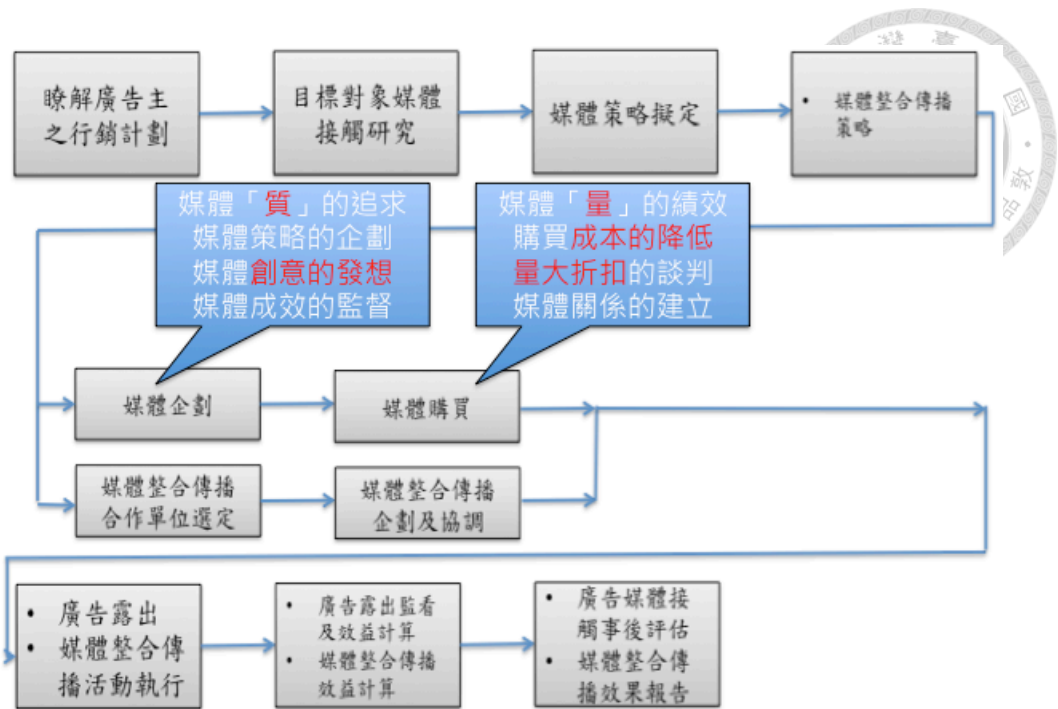 瞭解廣告主
之行銷計劃
目標對象媒體
接觸研究
媒體策略擬定
• 媒體整合傳播
策略
媒體「質」的追求
媒體策略的企劃
媒體創意的發想
媒體成效的監督
媒體「量」的績效
購買成本的降低
量大折扣的談判
媒體關係的建立
媒體企劃
媒體購買
媒體整合傳播
合作單位選定
媒體整合傳播
企劃及協調
• 廣告露出
• 媒體整合傳
播活動執行
• 廣告露出監看
及效益計算
• 媒體整合傳播
效益計算
• 廣告媒體接
觸事後評估
• 媒體整合傳
播效果報告